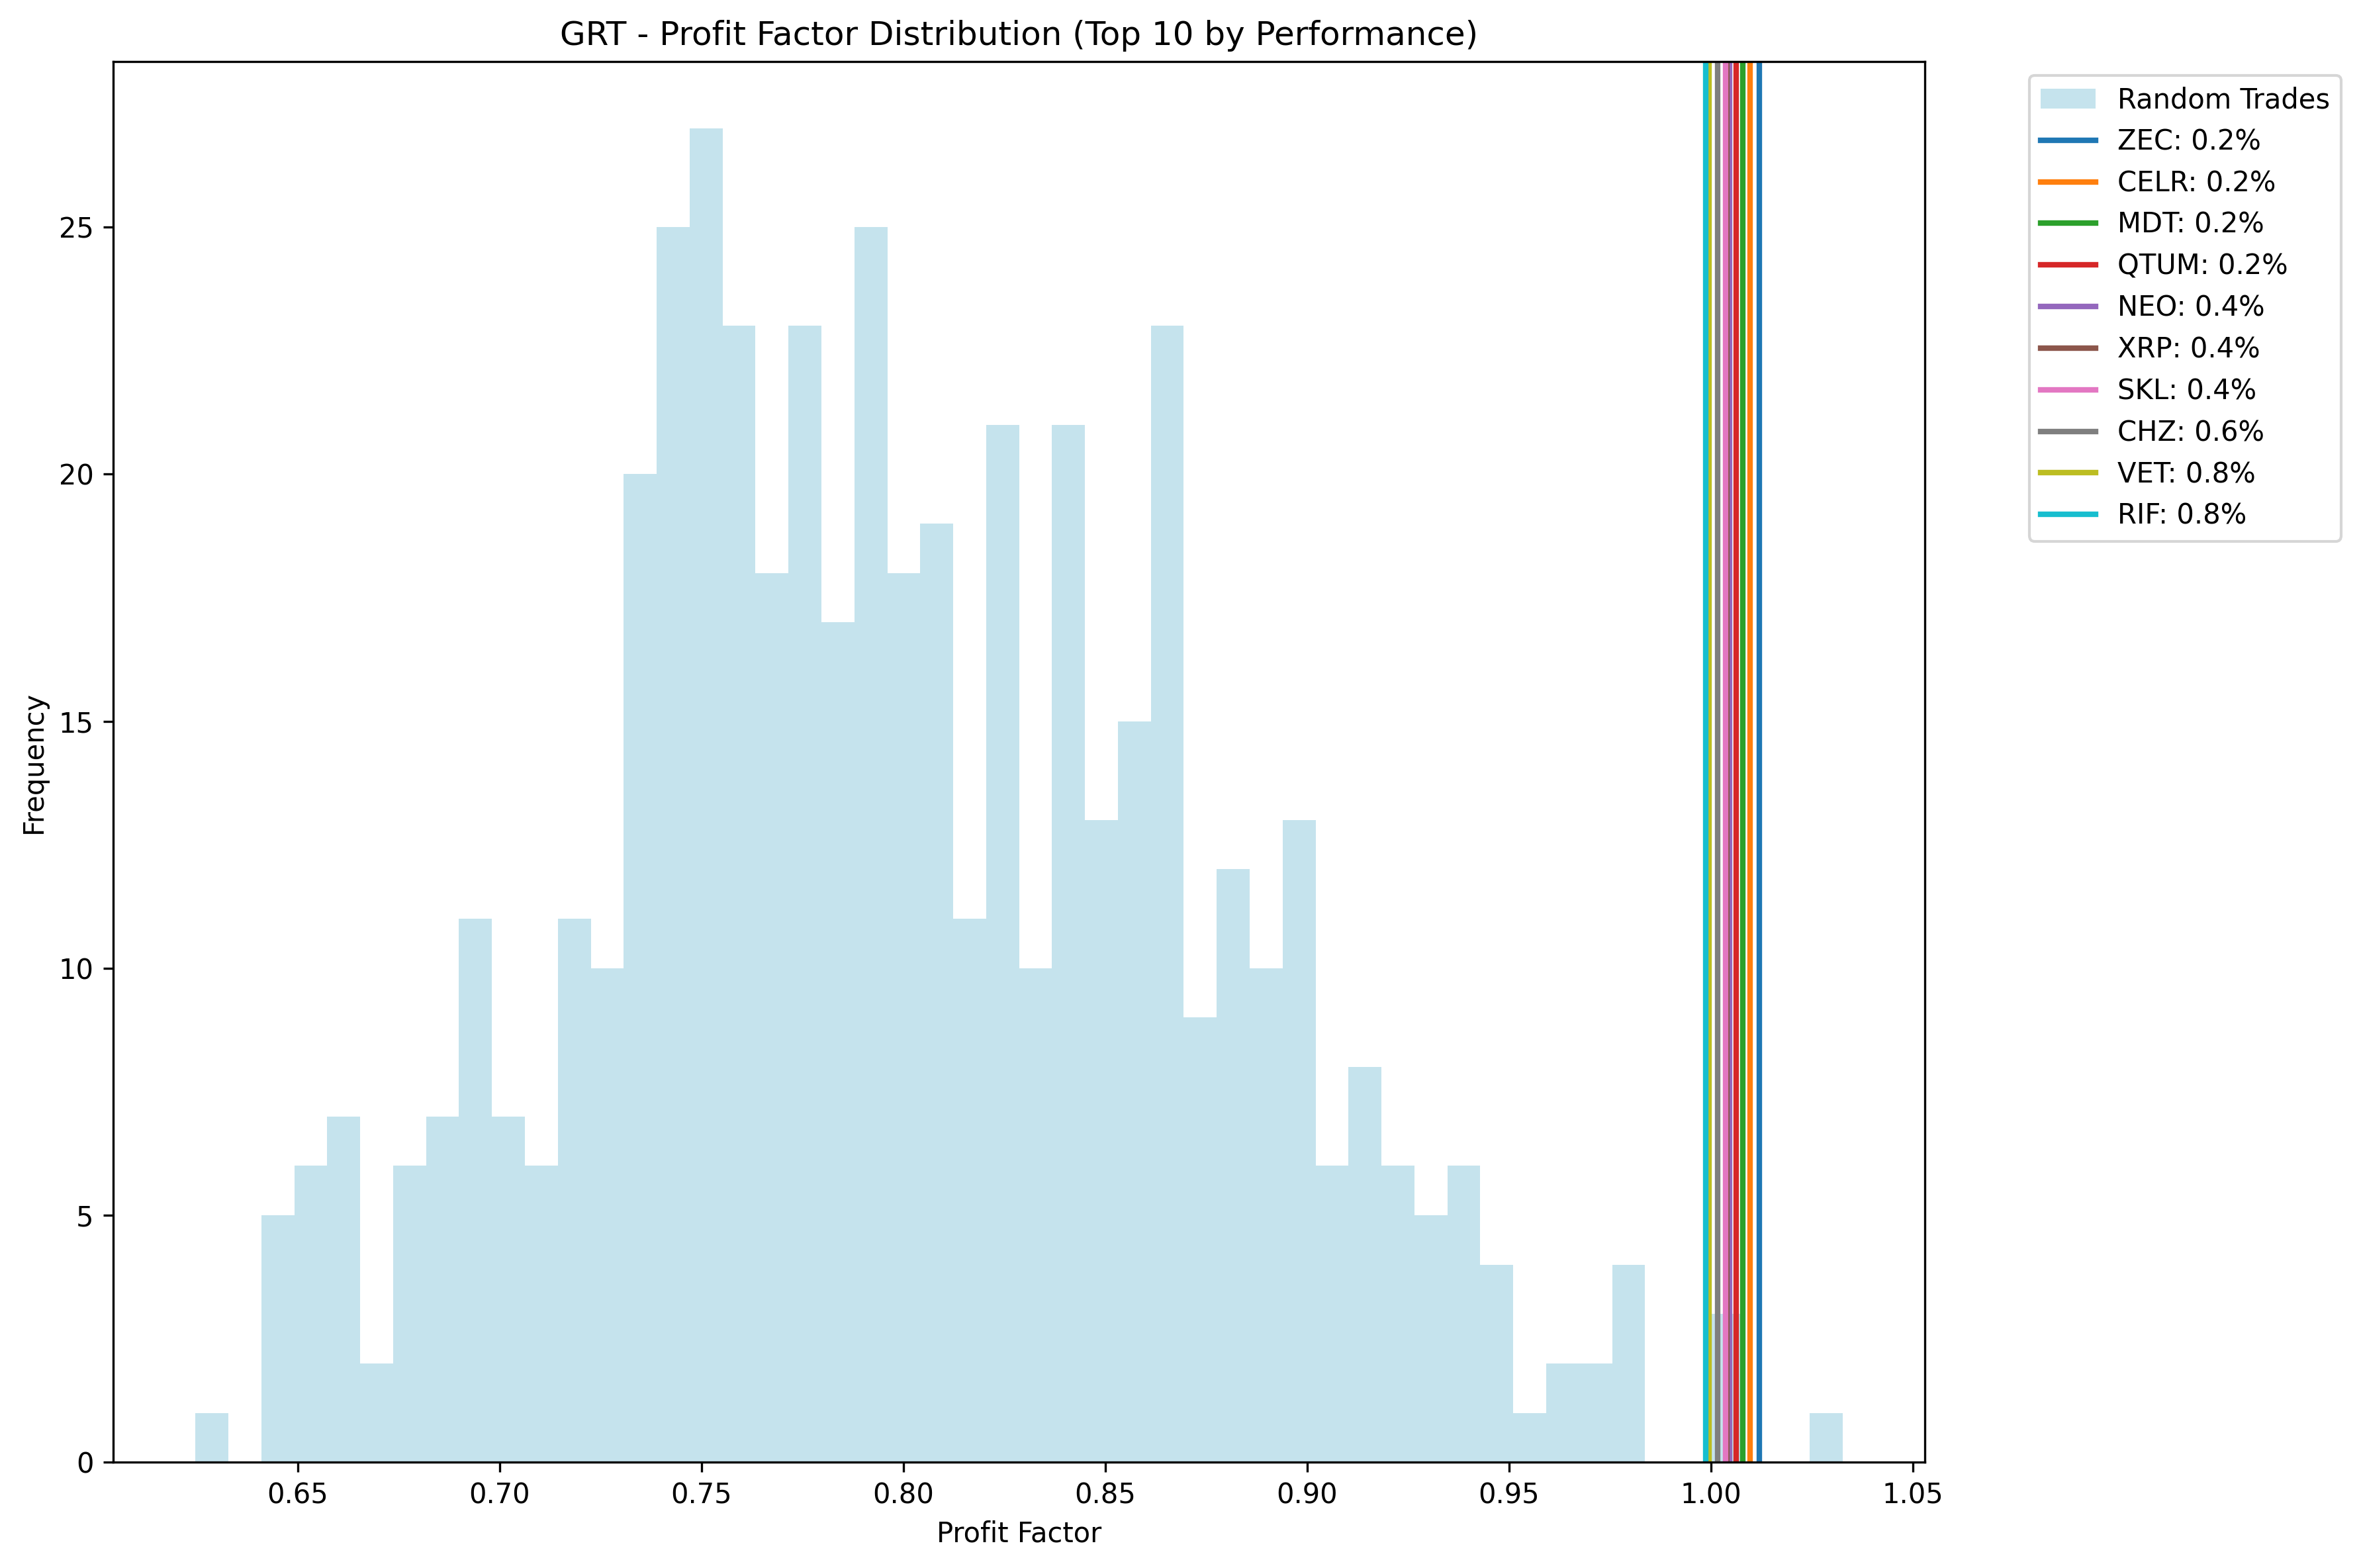 GRT - Profit Factor Distribution (Top 10 by Performance)
Random Trades
ZEC: 0.2%
CELR: 0.2%
MDT: 0.2%
QTUM: 0.2%
NEO: 0.4%
XRP: 0.4%
SKL: 0.4%
CHZ: 0.6%
VET: 0.8%
RIF: 0.8%
Frequency
25
20
15
10
5
0
0.65 0.70 0.75 0.80 0.85 0.90 0.95 1.00 1.05
Profit Factor